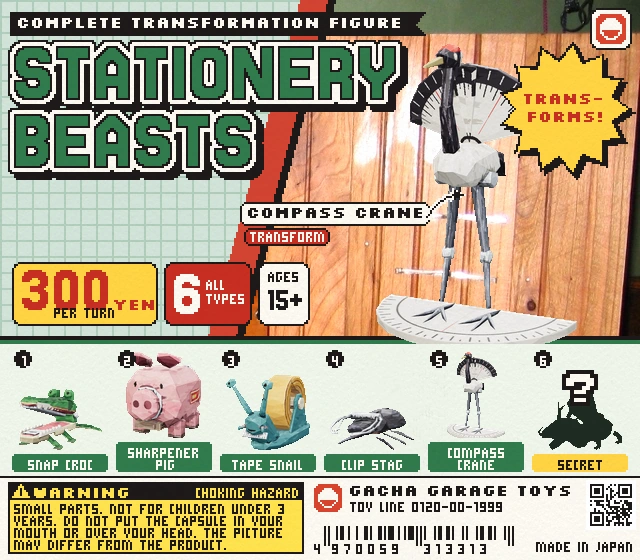 COMPLETE TRANSFORMATION FIGURE
STATIONERY
BEASTS
TRANS-
FORMS!
COMPASS CRANE
TRANSFORM
300 YEN
PER TURN
6 ALL
TYPES
AGES
15+
1
2
3
4
5
6
?
SNAP CROC
SHARPENER
PIG
TAPE SNAIL
CLIP STAG
COMPASS
CRANE
SECRET
WARNING
CHOKING HAZARD
SMALL PARTS. NOT FOR CHILDREN UNDER 3
YEARS. DO NOT PUT THE CAPSULE IN YOUR
MOUTH OR OVER YOUR HEAD. THE PICTURE
MAY DIFFER FROM THE PRODUCT.
GACHA GARAGE TOYS
TOY LINE 0120-00-1999
4 970059 313313
MADE IN JAPAN